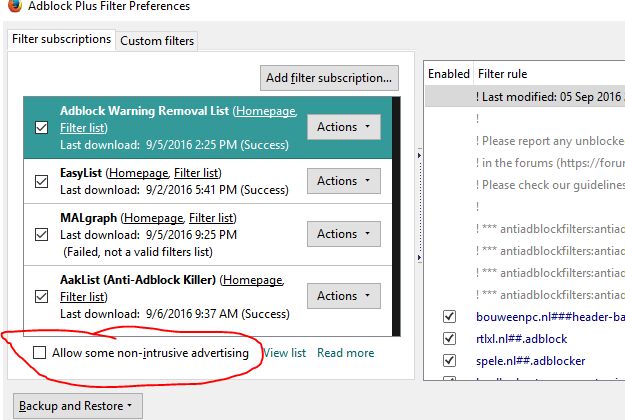 Adblock Plus Filter Preferences
Filter subscriptions
Custom filters
Add filter subscription...
Adblock Warning Removal List (Homepage,
Filter list)
Last download: 9/5/2016 2:25 PM (Success)
Actions
EasyList (Homepage, Filter list)
Last download: 9/2/2016 5:41 PM (Success)
Actions
MALgraph (Homepage, Filter list)
Last download: 9/5/2016 9:25 PM
(Failed, not a valid filters list)
Actions
AakList (Anti-Adblock Killer) (Homepage,
Filter list)
Last download: 9/6/2016 9:37 AM (Success)
Actions
Allow some non-intrusive advertising
View list
Read more
Backup and Restore
Enabled
Filter rule
! Last modified: 05 Sep 2016
!
! Please report any unblocke
! in the forums (https://foru
! Please check our guidelines
!
! *** antiadblockfilters:antiad
! *** antiadblockfilters:antiad
! *** antiadblockfilters:antiad
! *** antiadblockfilters:antiad
bouweenpc.nl###header-ba
rtlxl.nl##.adblock
spele.nl##.adblocker